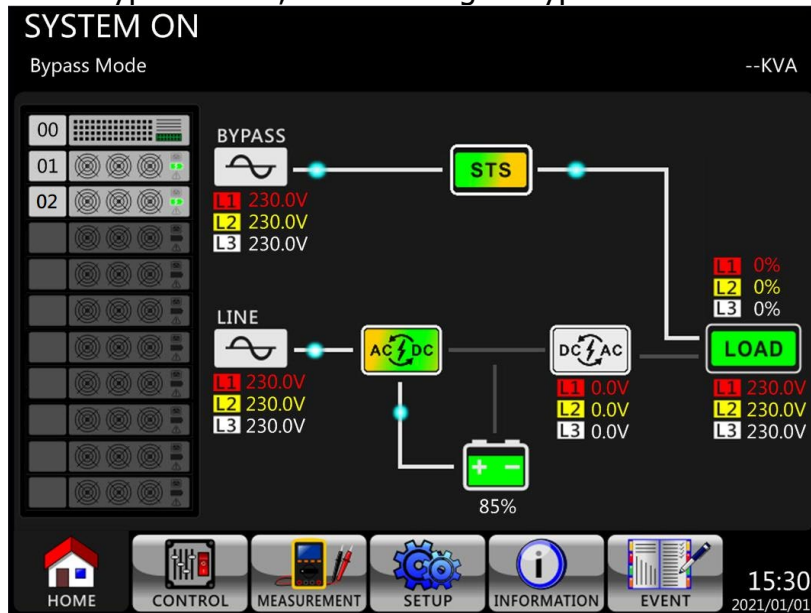 SYSTEM ON
Bypass Mode
--KVA
00
01
02
BYPASS
L1 230.0V
L2 230.0V
L3 230.0V
STS
L1 0%
L2 0%
L3 0%
LINE
L1 230.0V
L2 230.0V
L3 230.0V
AC DC
DC AC
L1 0.0V
L2 0.0V
L3 0.0V
LOAD
L1 230.0V
L2 230.0V
L3 230.0V
+ -
85%
HOME
CONTROL
MEASUREMENT
SETUP
INFORMATION
EVENT
15:30
2021/01/01